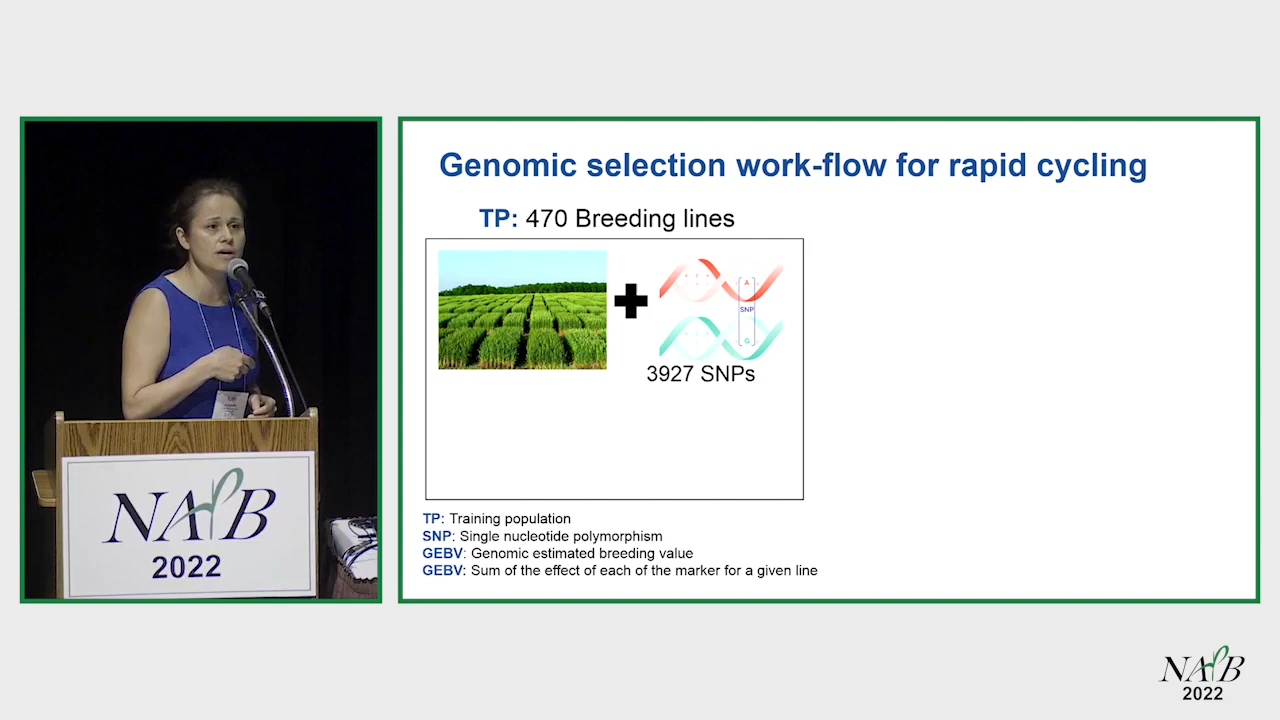 Genomic selection work-flow for rapid cycling
TP: 470 Breeding lines
A
SNP
G
3927 SNPs
TP: Training population
SNP: Single nucleotide polymorphism
GEBV: Genomic estimated breeding value
GEBV: Sum of the effect of each of the marker for a given line
NAPB
2022
NAPB
2022